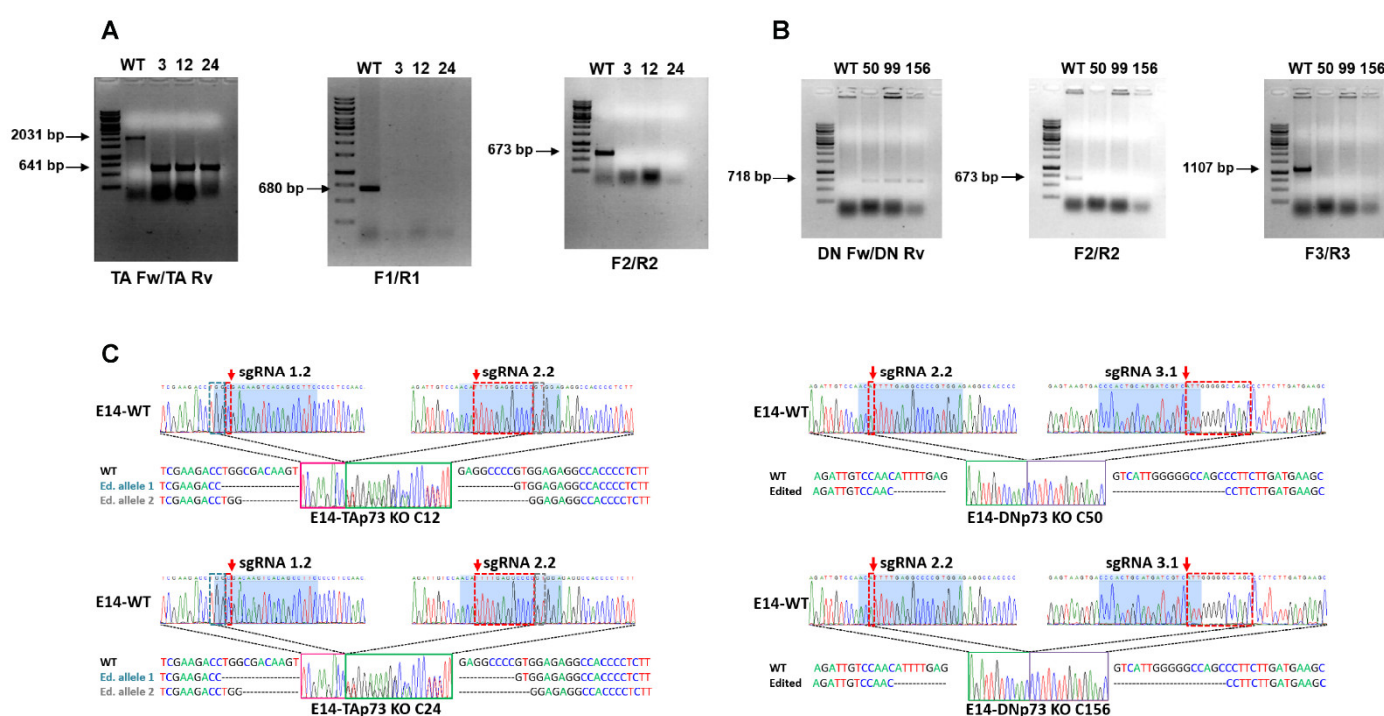 A
WT 3 12 24
2031 bp
641 bp
TA Fw/TA Rv
WT 3 12 24
680 bp
F1/R1
WT 3 12 24
673 bp
F2/R2
B
WT 50 99 156
718 bp
DN Fw/DN Rv
WT 50 99 156
673 bp
F2/R2
WT 50 99 156
1107 bp
F3/R3
C
sgRNA 1.2 sgRNA 2.2
E14-WT
WT TCGAAGACCTGGCGACAAGT GAGGCCCCGTGGAGAGGCCACCCCTCTT
Ed. allele 1 TCGAAGACC-------------- --------------GTGGAGAGGCCACCCCTCTT
Ed. allele 2 TCGAAGACCTGG-------------- --------------GGAGAGGCCACCCCTCTT
E14-TAp73 KO C12
sgRNA 2.2 sgRNA 3.1
E14-WT
WT AGATTGTCCAACATTTTGAG GTCATTGGGGGCCAGCCCTTCTTGATGAAGC
Edited AGATTGTCCAAC----------- --------------------CCTTCTTGATGAAGC
E14-DNp73 KO C50
sgRNA 1.2 sgRNA 2.2
E14-WT
WT TCGAAGACCTGGCGACAAGT GAGGCCCCGTGGAGAGGCCACCCCTCTT
Ed. allele 1 TCGAAGACC-------------- --------------GTGGAGAGGCCACCCCTCTT
Ed. allele 2 TCGAAGACCTGG-------------- --------------GGAGAGGCCACCCCTCTT
E14-TAp73 KO C24
sgRNA 2.2 sgRNA 3.1
E14-WT
WT AGATTGTCCAACATTTTGAG GTCATTGGGGGCCAGCCCTTCTTGATGAAGC
Edited AGATTGTCCAAC----------- --------------------CCTTCTTGATGAAGC
E14-DNp73 KO C156